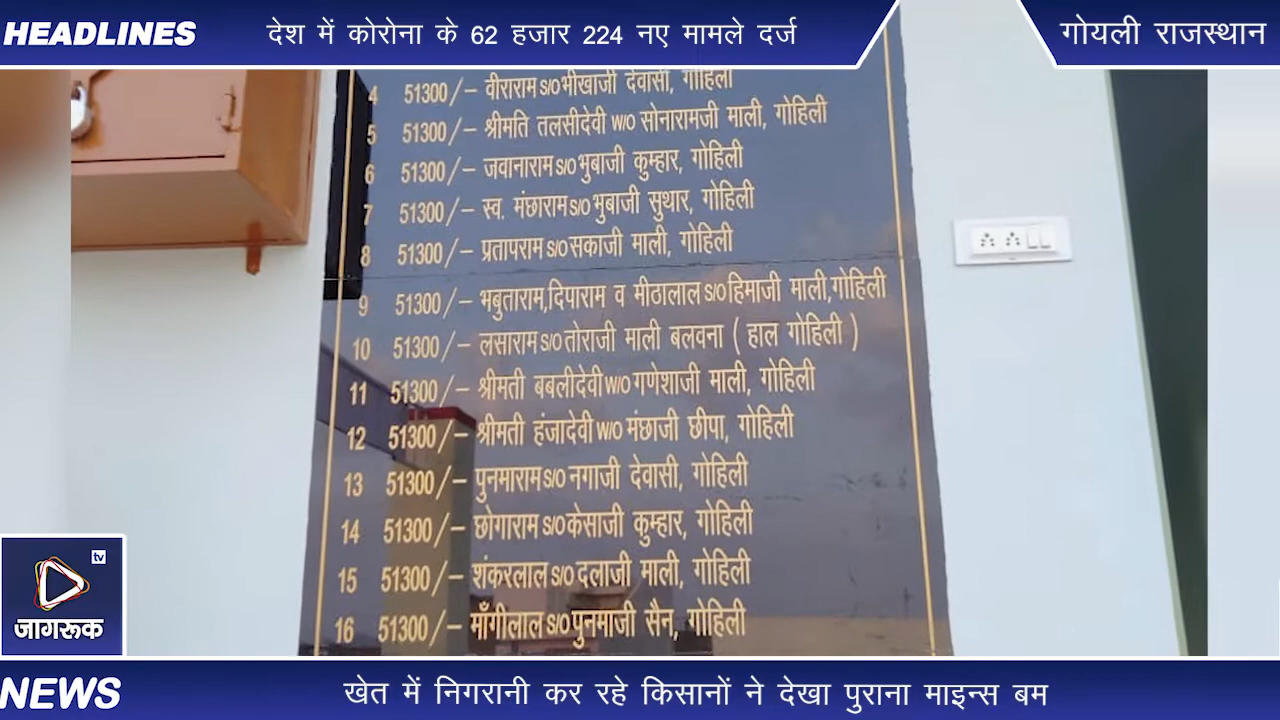 HEADLINES
देश में कोरोना के 62 हजार 224 नए मामले दर्ज
गोयली राजस्थान
4 51300/- वीराराम S/O भीखाजी देवासी, गोहिली
5 51300/- श्रीमति तलसीदेवी W/O सोनारामजी माली, गोहिली
6 51300/- जवानाराम S/O भुबाजी कुम्हार, गोहिली
7 51300/- स्व. मंछाराम S/O भुबाजी सुथार, गोहिली
8 51300/- प्रतापराम S/O सकाजी माली, गोहिली
9 51300/- भबुताराम,दिपाराम व मीठालाल S/O हिमाजी माली,गोहिली
10 51300/- लसाराम S/O तोराजी माली बलवना ( हाल गोहिली )
11 51300/- श्रीमती बबलीदेवी W/O गणेशाजी माली, गोहिली
12 51300/- श्रीमती हंजादेवी W/O मंछाजी छीपा, गोहिली
13 51300/- पुनमाराम S/O नगाजी देवासी, गोहिली
14 51300/- छोगाराम S/O केसाजी कुम्हार, गोहिली
15 51300/- शंकरलाल S/O दलाजी माली, गोहिली
16 51300/- माँगीलाल S/O पुनमाजी सैन, गोहिली
tv
जागरूक
NEWS
खेत में निगरानी कर रहे किसानों ने देखा पुराना माइन्स बम